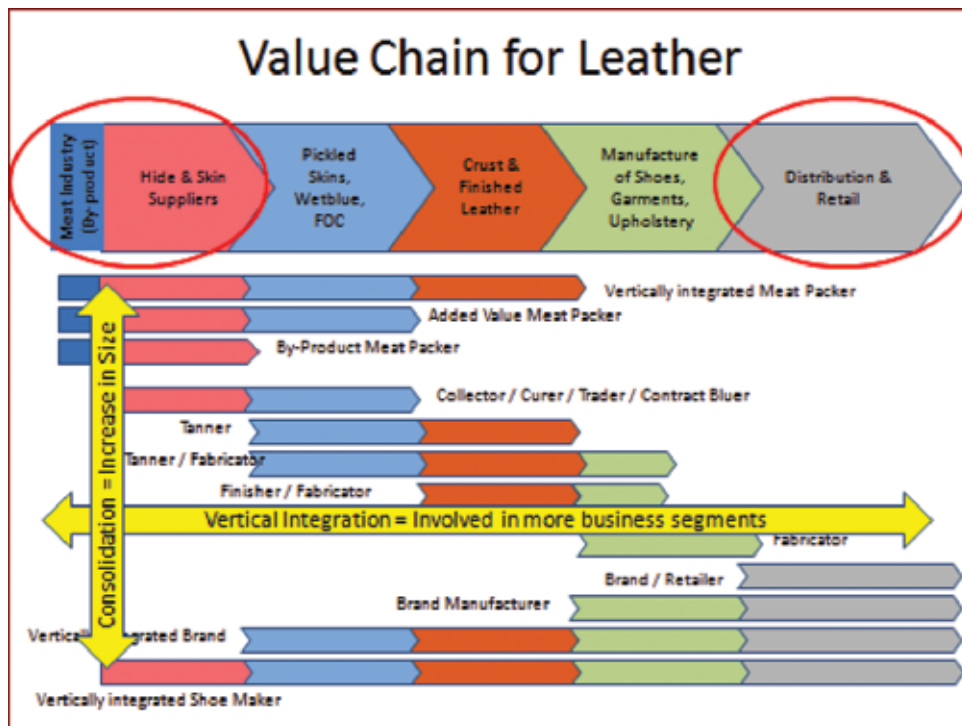 Value Chain for Leather
Meat Industry
(By-product)
Hide & Skin
Suppliers
Pickled
Skins,
Wetblue,
FOC
Crust &
Finished
Leather
Manufacture
of Shoes,
Garments,
Upholstery
Distribution &
Retail
Vertically integrated Meat Packer
Added Value Meat Packer
By-Product Meat Packer
Collector / Curer / Trader / Contract Bluer
Tanner
Tanner / Fabricator
Finisher / Fabricator
Consolidation = Increase in Size
Vertical Integration = Involved in more business segments
Fabricator
Brand / Retailer
Brand Manufacturer
Brand
Vertically integrated Shoe Maker